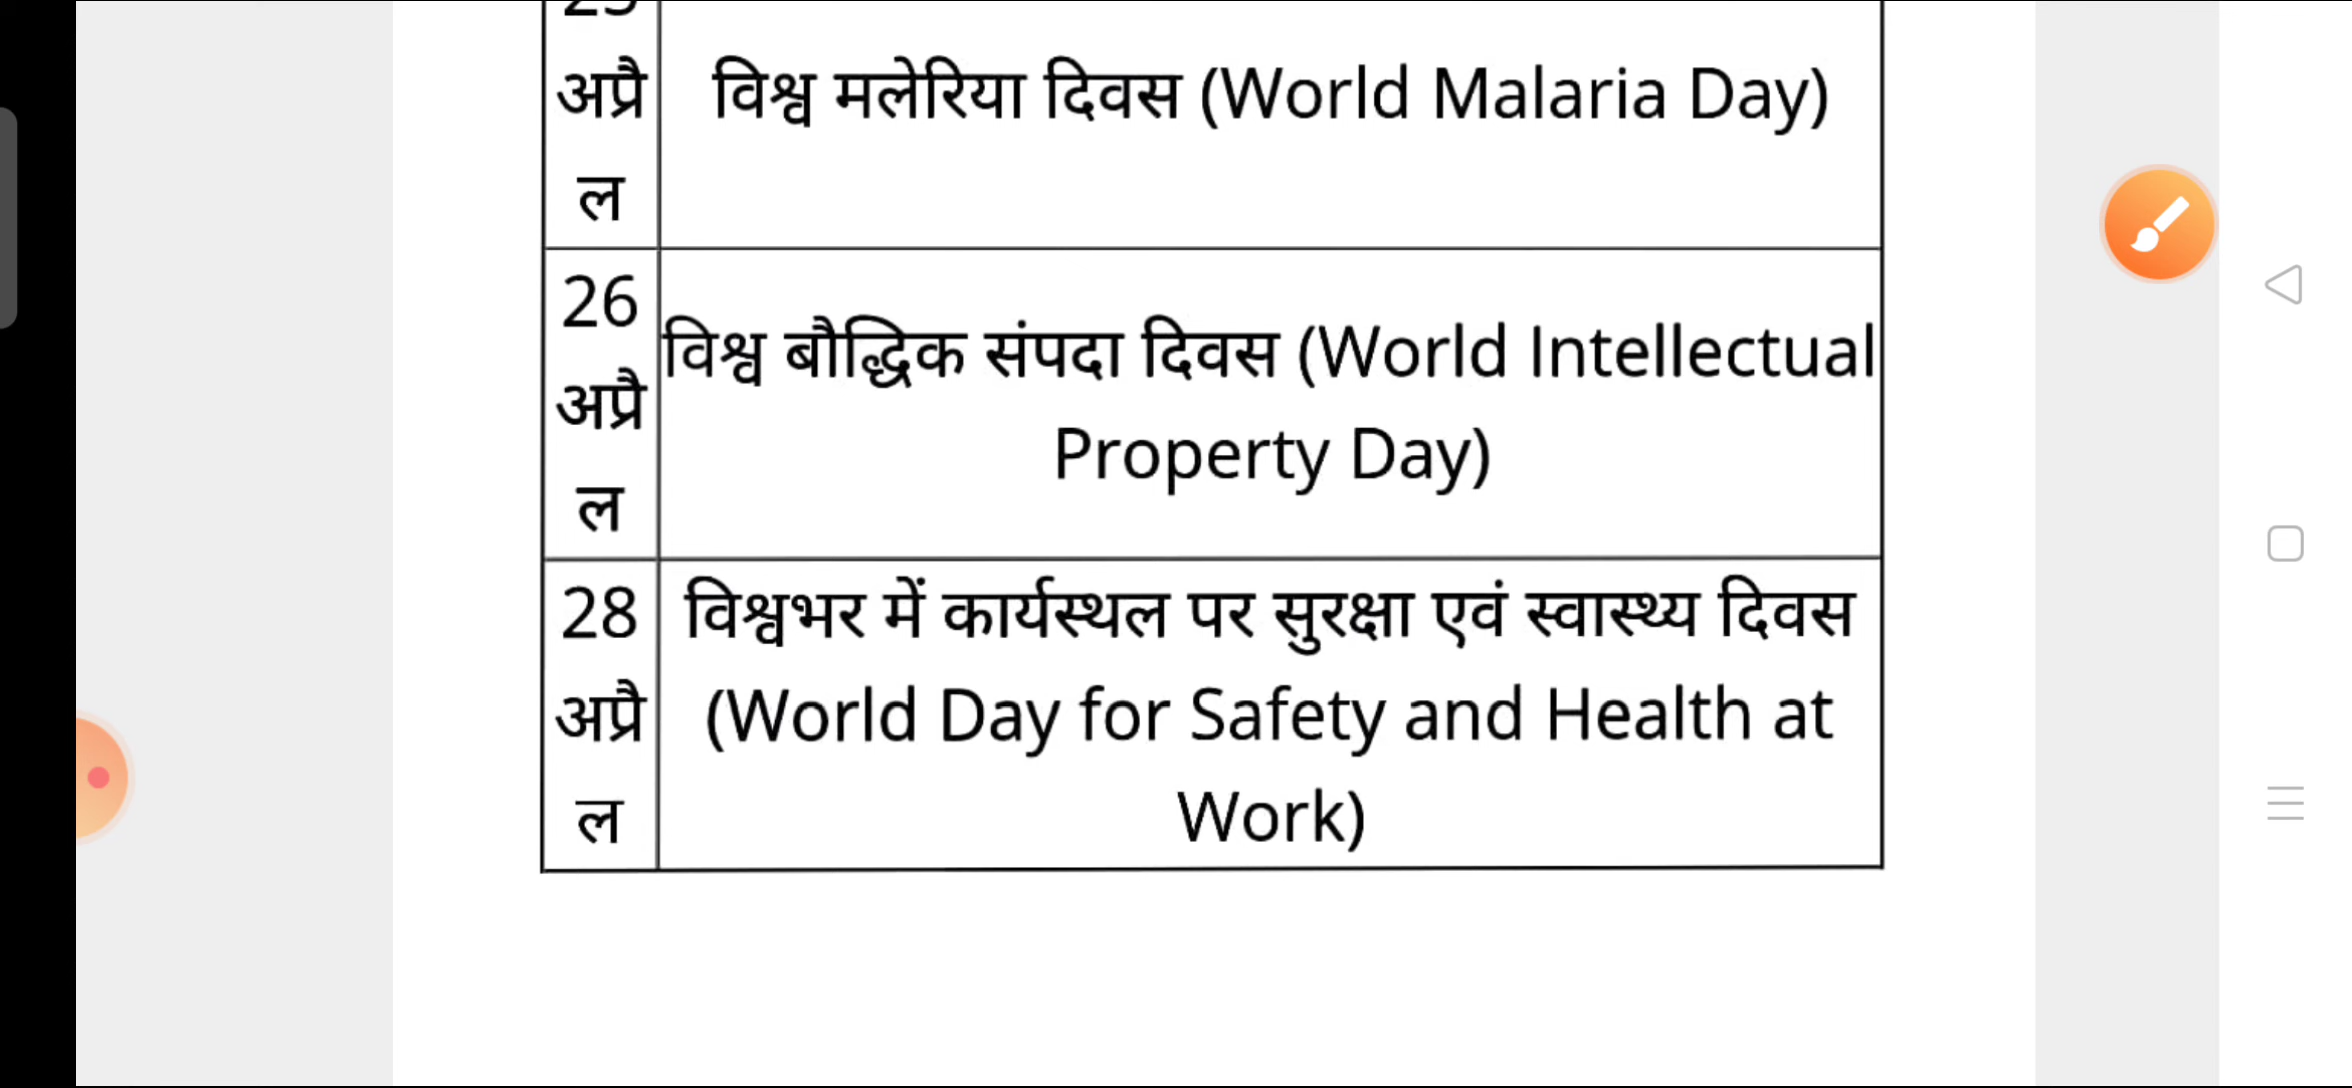 अप्रै
ल
विश्व मलेरिया दिवस (World Malaria Day)
26
अप्रै
ल
विश्व बौद्धिक संपदा दिवस (World Intellectual
Property Day)
28
अप्रै
ल
विश्वभर में कार्यस्थल पर सुरक्षा एवं स्वास्थ्य दिवस
(World Day for Safety and Health at
Work)